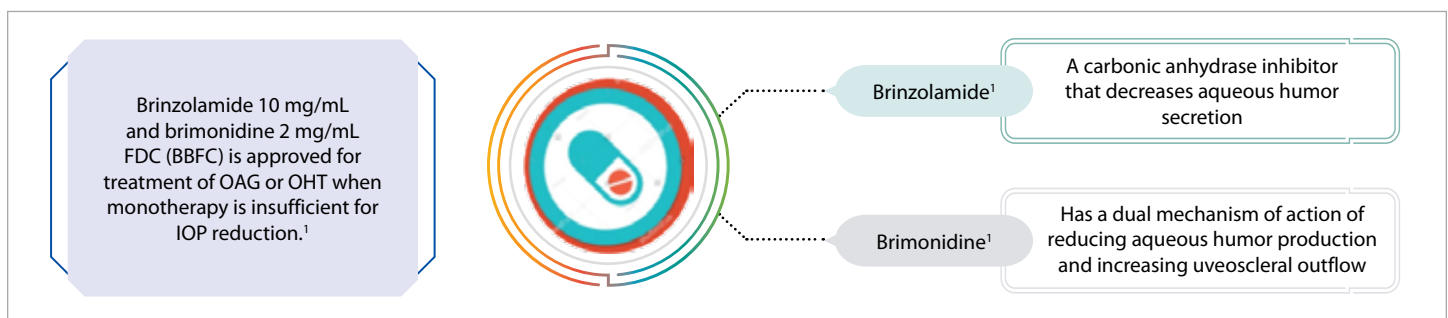 Brinzolamide 10 mg/mL
and brimonidine 2 mg/mL
FDC (BBFC) is approved for
treatment of OAG or OHT when
monotherapy is insufficient for
IOP reduction.¹
Brinzolamide¹
A carbonic anhydrase inhibitor
that decreases aqueous humor
secretion
Brimonidine¹
Has a dual mechanism of action of
reducing aqueous humor production
and increasing uveoscleral outflow